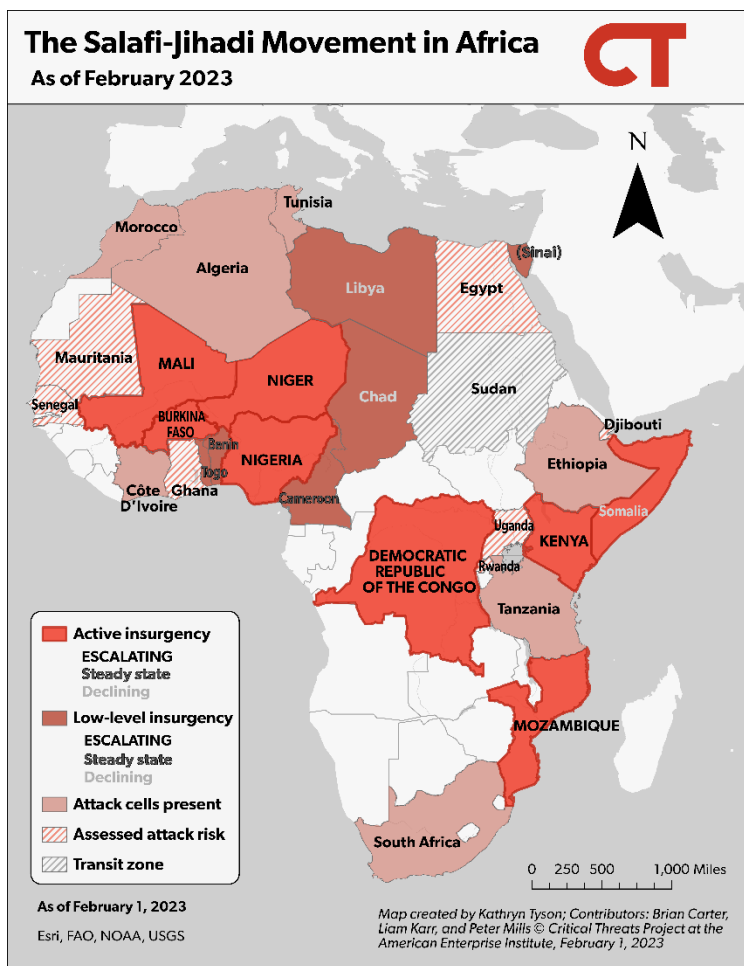 The Salafi-Jihadi Movement in Africa
As of February 2023
CT
N
Tunisia
Morocco
Algeria
Libya
(Sinai)
Egypt
Mauritania
MALI
NIGER
Chad
Sudan
Senegal
BURKINA
FASO
Benin
Togo
NIGERIA
Djibouti
Ethiopia
Côte
D'Ivoire
Ghana
Cameroon
Somalia
Uganda
KENYA
DEMOCRATIC
REPUBLIC
OF THE CONGO
Rwanda
Tanzania
MOZAMBIQUE
South Africa
Active insurgency
ESCALATING
Steady state
Declining
Low-level insurgency
ESCALATING
Steady state
Declining
Attack cells present
Assessed attack risk
Transit zone
0 250 500 1,000 Miles
As of February 1, 2023
Esri, FAO, NOAA, USGS
Map created by Kathryn Tyson; Contributors: Brian Carter,
Liam Karr, and Peter Mills © Critical Threats Project at the
American Enterprise Institute, February 1, 2023